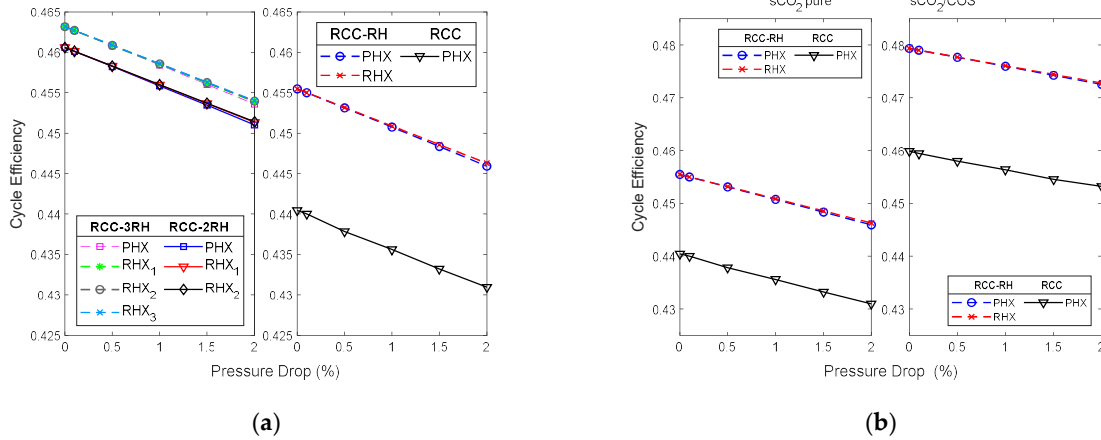 sCO2 pure
sCO2/COS
0.465
0.46
0.455
0.45
0.445
0.44
0.435
0.43
0.425
Cycle Efficiency
RCC-3RH RCC-2RH
PHX PHX
RHX1 RHX1
RHX2 RHX2
RHX3
0 0.5 1 1.5 2
0.465
0.46
0.455
0.45
0.445
0.44
0.435
0.43
0.425
RCC-RH RCC
PHX PHX
RHX
0 0.5 1 1.5 2
Pressure Drop (%)
(a)
0.48
0.47
0.46
0.45
0.44
0.43
Cycle Efficiency
RCC-RH RCC
PHX PHX
RHX
0 0.5 1 1.5 2
0.48
0.47
0.46
0.45
0.44
0.43
RCC-RH RCC
PHX PHX
RHX
0 0.5 1 1.5 2
Pressure Drop (%)
(b)